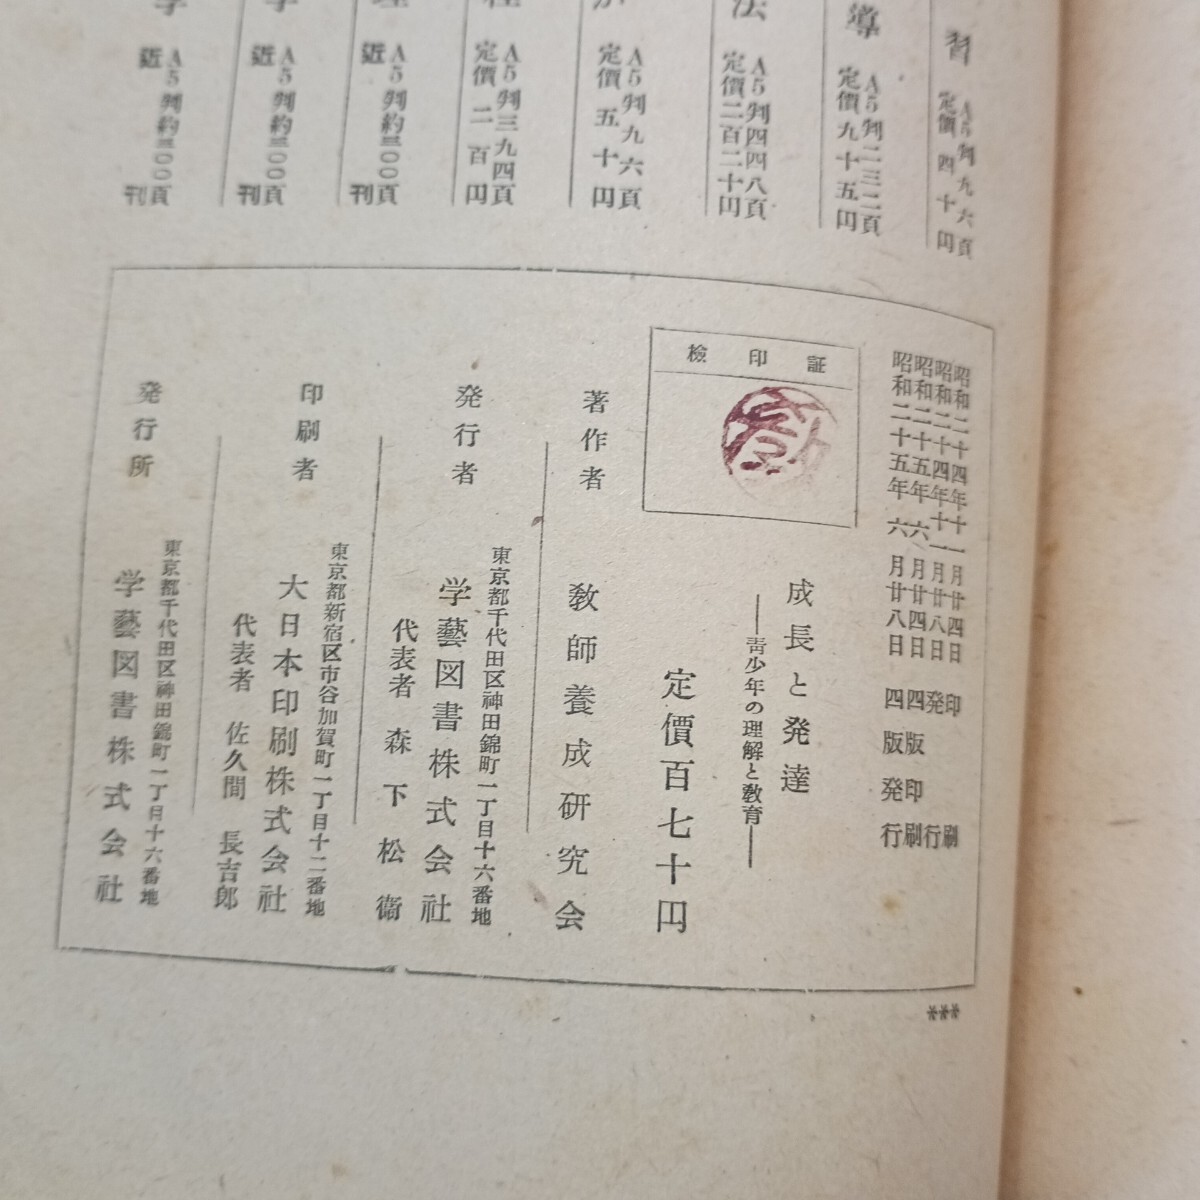 習
A5判九六頁
定價四十円
導
A5判二三二頁
定價九十五円
法
A5判四四八頁
定價二百二十円
A5判九六頁
定價五十円
程
A5判三九四頁
定價二百円
理
A5判約三〇〇頁
近刊
学
A5判約三〇〇頁
近刊
学
A5判約三〇〇頁
近刊
昭和二十四年十一月廿四日 印刷
昭和二十四年十一月廿八日 発行
昭和二十五年六月廿四日 四版印刷
昭和二十五年六月廿八日 四版発行
検印証
成長と発達
―靑少年の理解と教育―
定價百七十円
著作者
教師養成研究会
発行者
東京都千代田区神田錦町一丁目十六番地
学藝図書株式会社
代表者 森下松衞
印刷者
東京都新宿区市谷加賀町一丁目十二番地
大日本印刷株式会社
代表者 佐久間長吉郎
発行所
東京都千代田区神田錦町一丁目十六番地
学藝図書株式会社
***